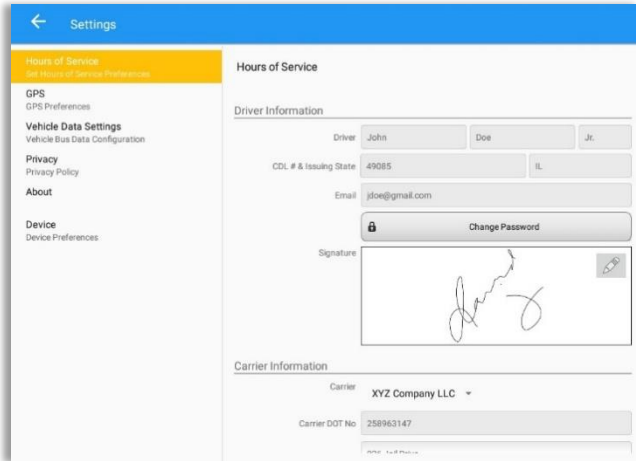 Settings
Hours of Service
Set Hours of Service Preferences
GPS
GPS Preferences
Vehicle Data Settings
Vehicle Bus Data Configuration
Privacy
Privacy Policy
About
Device
Device Preferences
Hours of Service
Driver Information
Driver John Doe Jr.
CDL # & Issuing State 49085 IL
Email jdoe@gmail.com
Change Password
Signature
Carrier Information
Carrier XYZ Company LLC
Carrier DOT No 258963147